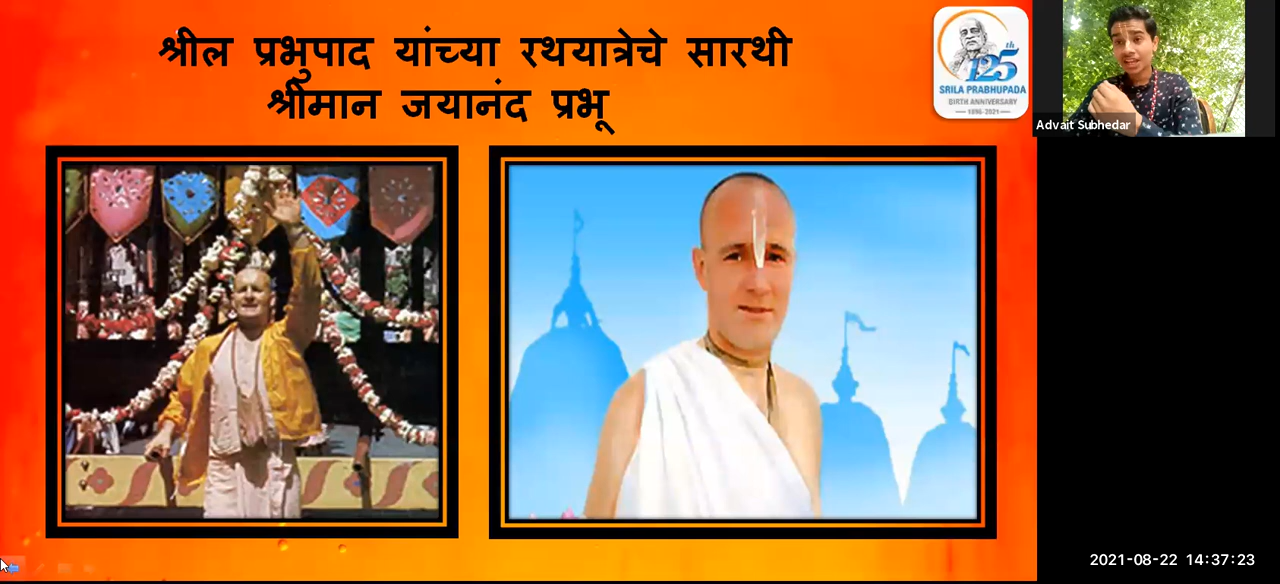 श्रील प्रभुपाद यांच्या रथयात्रेचे सारथी
श्रीमान जयानंद प्रभू
125th
SRILA PRABHUPADA
BIRTH ANNIVERSARY
1896-2021
Advait Subhedar
2021-08-22 14:37:23